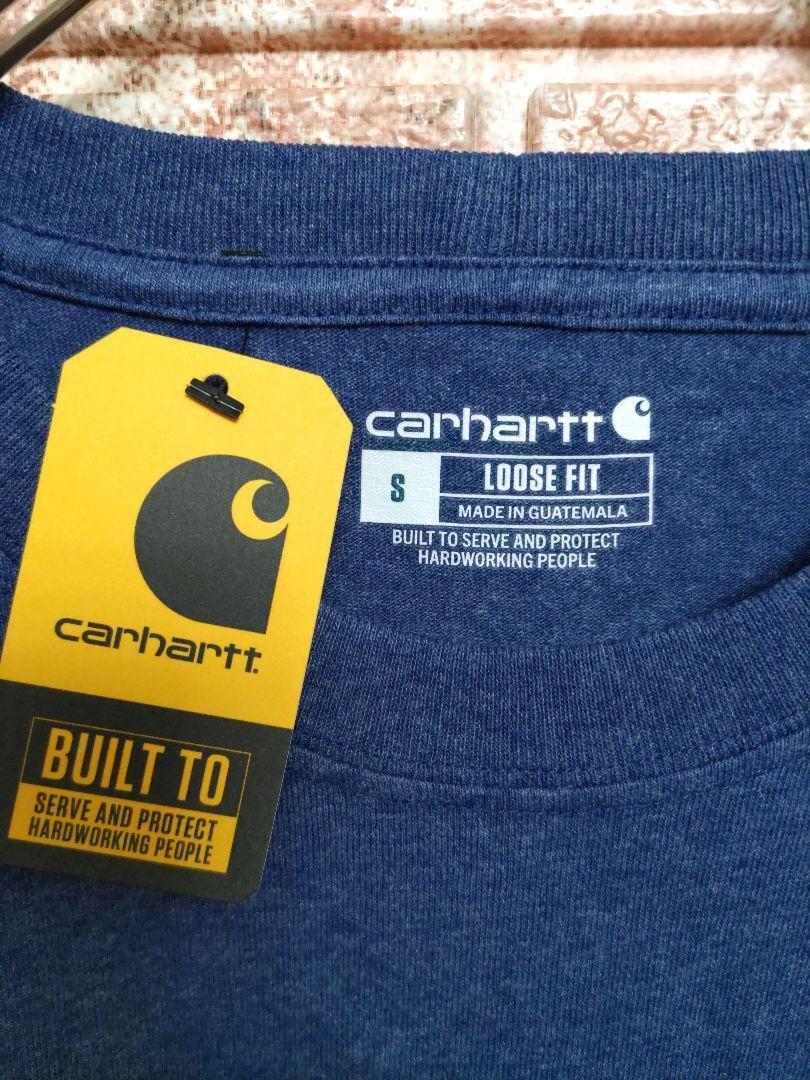 carhartt
S
LOOSE FIT
MADE IN GUATEMALA
BUILT TO SERVE AND PROTECT
HARDWORKING PEOPLE
carhartt.
BUILT TO
SERVE AND PROTECT
HARDWORKING PEOPLE